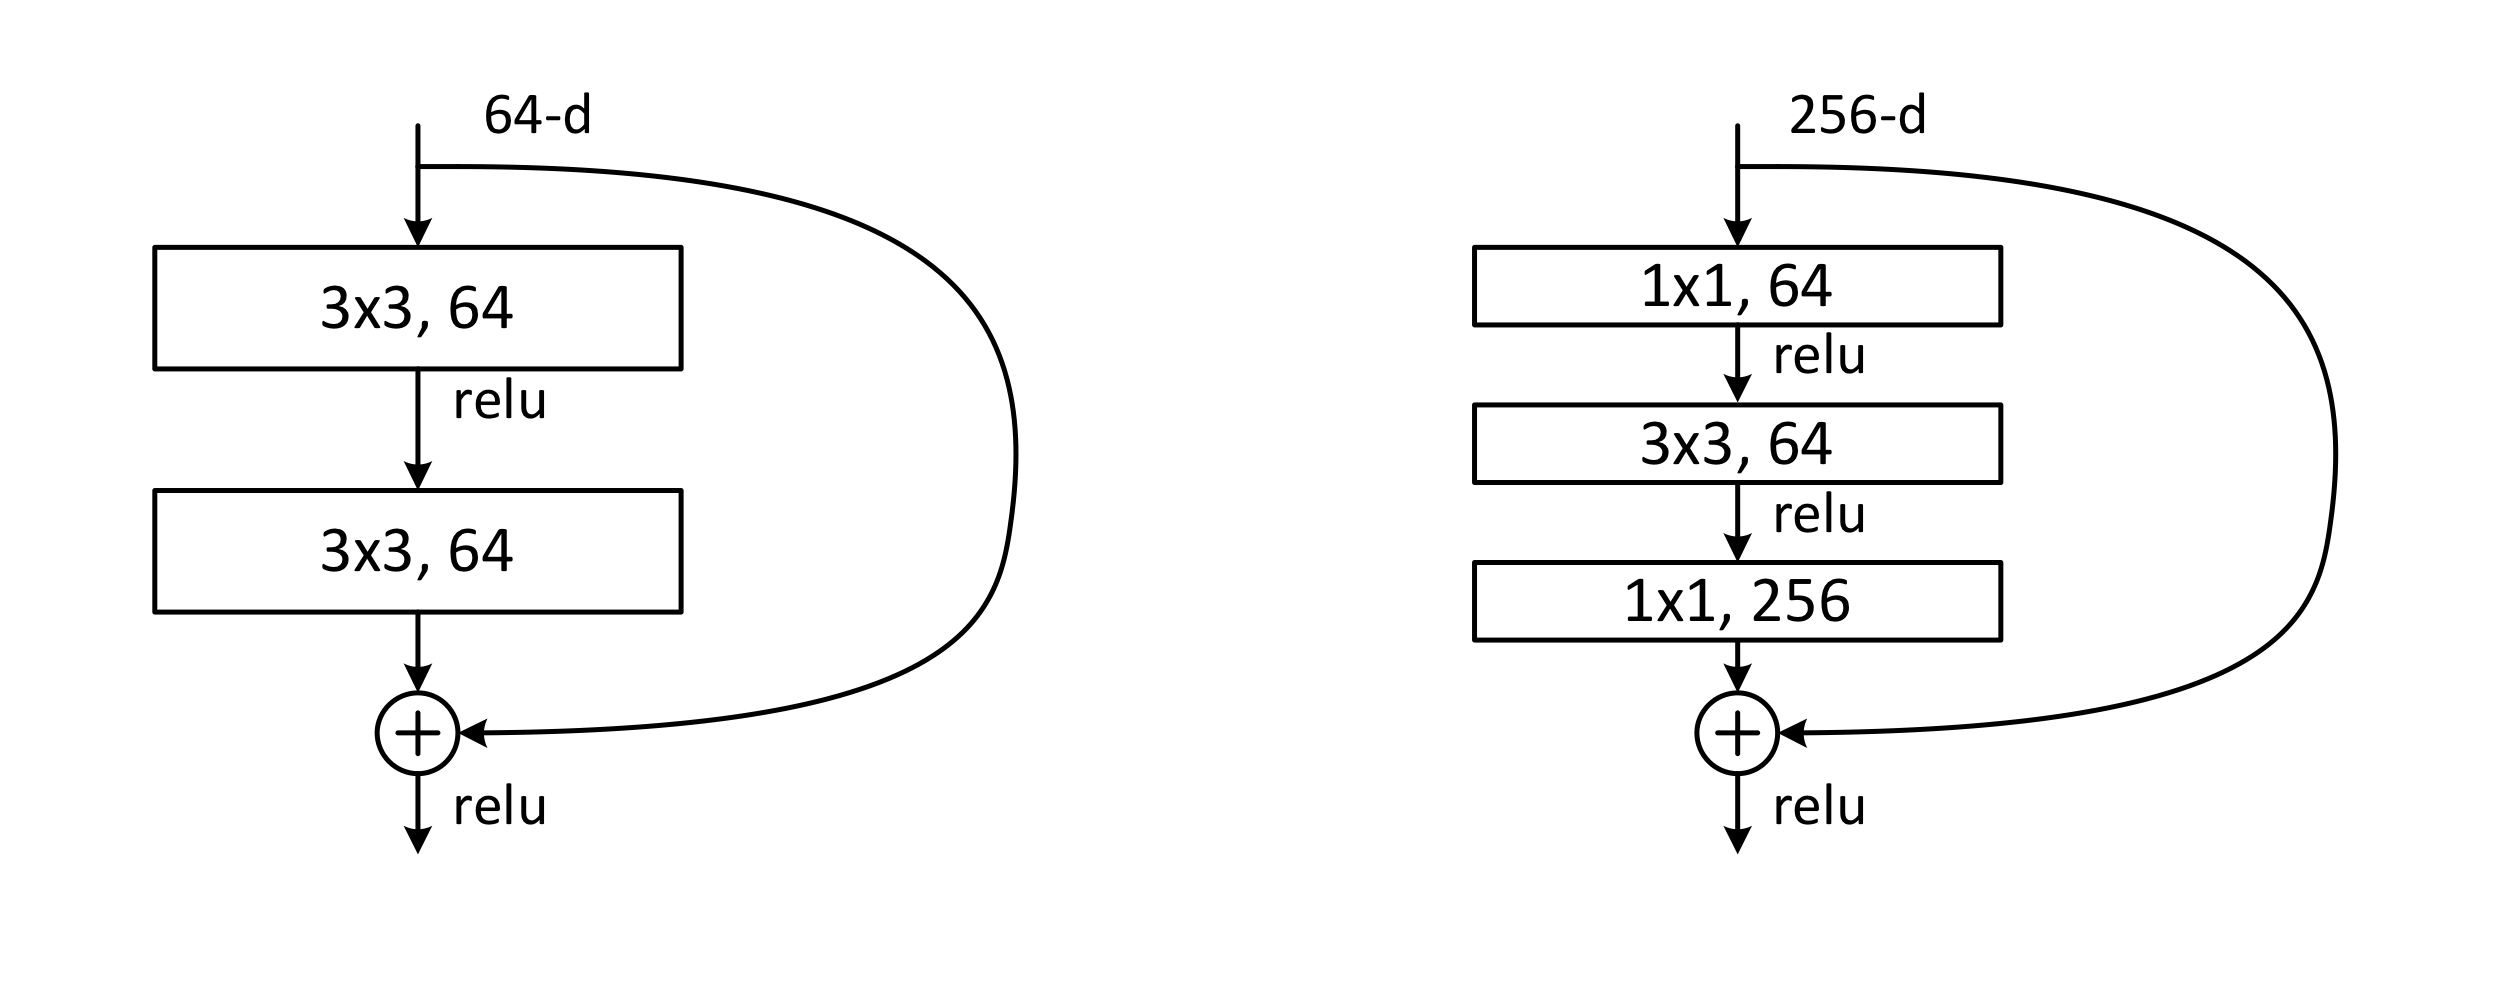 64-d
3x3, 64
relu
3x3, 64
relu
256-d
1x1, 64
relu
3x3, 64
relu
1x1, 256
relu